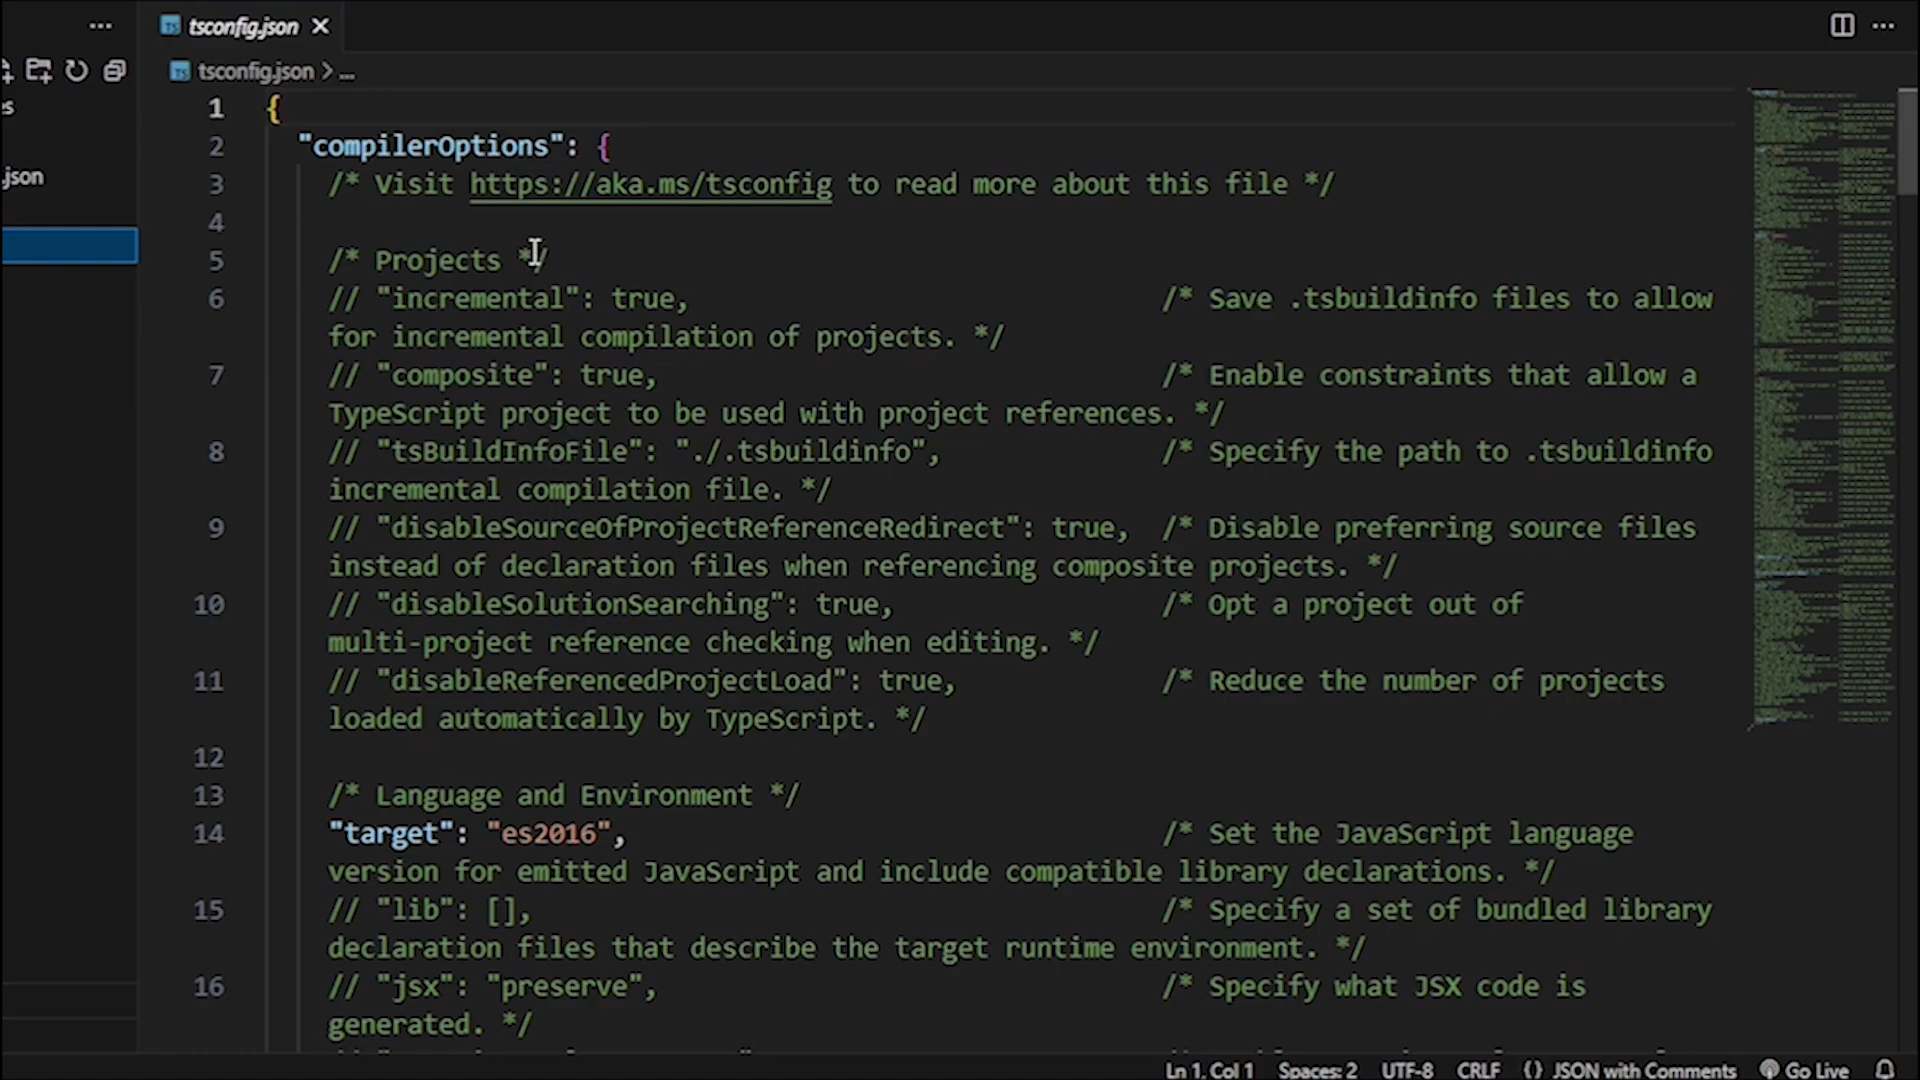 tsconfig.json
tsconfig.json > ...
es
.json
1 {
2 "compilerOptions": {
3 /* Visit https://aka.ms/tsconfig to read more about this file */
4
5 /* Projects */
6 // "incremental": true, /* Save .tsbuildinfo files to allow
for incremental compilation of projects. */
7 // "composite": true, /* Enable constraints that allow a
TypeScript project to be used with project references. */
8 // "tsBuildInfoFile": "./.tsbuildinfo", /* Specify the path to .tsbuildinfo
incremental compilation file. */
9 // "disableSourceOfProjectReferenceRedirect": true, /* Disable preferring source files
instead of declaration files when referencing composite projects. */
10 // "disableSolutionSearching": true, /* Opt a project out of
multi-project reference checking when editing. */
11 // "disableReferencedProjectLoad": true, /* Reduce the number of projects
loaded automatically by TypeScript. */
12
13 /* Language and Environment */
14 "target": "es2016", /* Set the JavaScript language
version for emitted JavaScript and include compatible library declarations. */
15 // "lib": [], /* Specify a set of bundled library
declaration files that describe the target runtime environment. */
16 // "jsx": "preserve", /* Specify what JSX code is
generated. */
Ln 1, Col 1 Spaces: 2 UTF-8 CRLF {} JSON with Comments Go Live